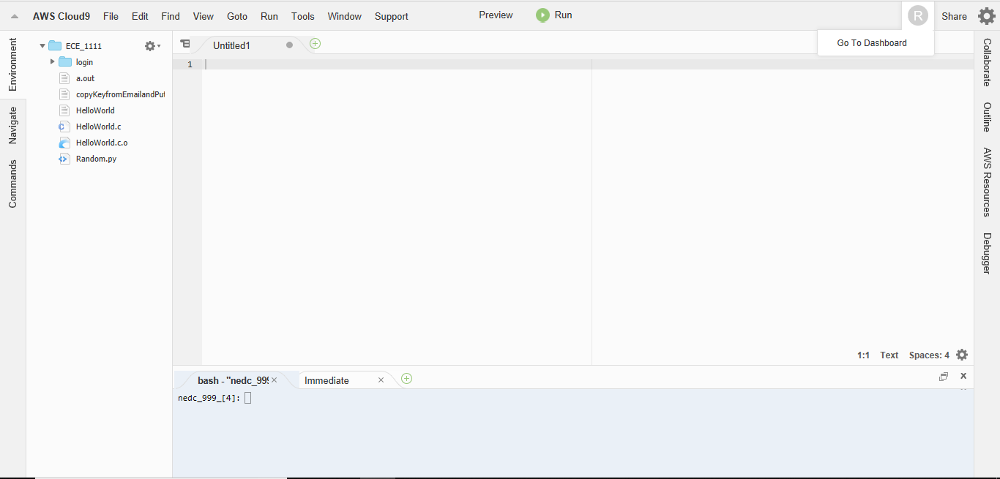 AWS Cloud9 File Edit Find View Goto Run Tools Window Support Preview Run R Share
Go To Dashboard
Environment
Navigate
Commands
ECE_1111
login
a.out
copyKeyfromEmailandPut
HelloWorld
HelloWorld.c
HelloWorld.c.o
Random.py
Untitled1
1
1:1 Text Spaces: 4
bash - "nedc_999 Immediate
nedc_999_[4]:
Collaborate
Outline
AWS Resources
Debugger